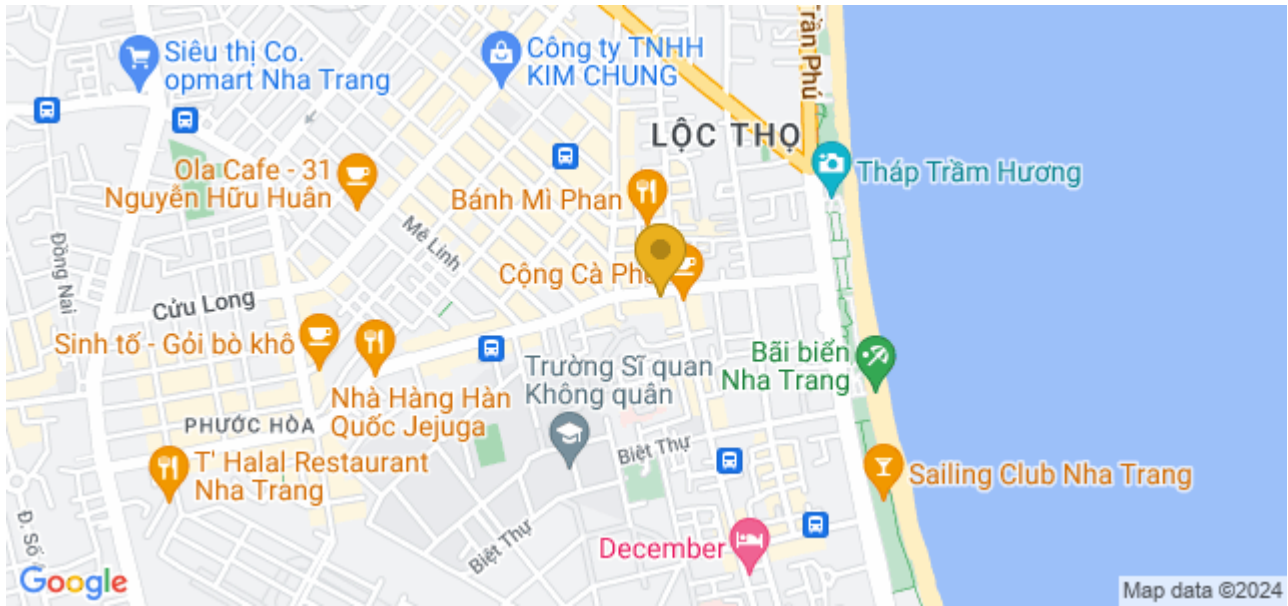 Trần Phú
Siêu thị Co.
opmart Nha Trang
Công ty TNHH
KIM CHUNG
LỘC THỌ
Tháp Trầm Hương
Ola Cafe - 31
Nguyễn Hữu Huân
Bánh Mì Phan
Mê Linh
Đồng Nai
Cộng Cà Ph
Cửu Long
Sinh tố - Gỏi bò khô
Trường Sĩ quan
Không quân
Bãi biển
Nha Trang
Nhà Hàng Hàn
Quốc Jejuga
PHƯỚC HÒA
Biệt Thự
T' Halal Restaurant
Nha Trang
Sailing Club Nha Trang
Đ. Số
Biệt Thự
December
Google
Map data ©2024